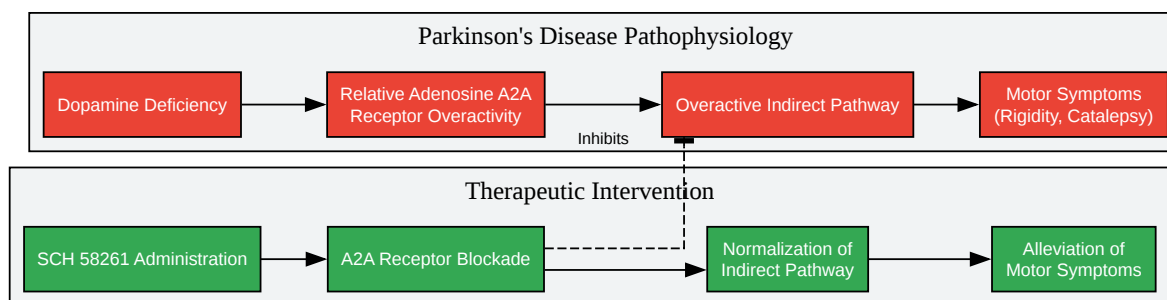 Parkinson's Disease Pathophysiology
Dopamine Deficiency
Relative Adenosine A2A
Receptor Overactivity
Overactive Indirect Pathway
Motor Symptoms
(Rigidity, Catalepsy)
Inhibits
Therapeutic Intervention
SCH 58261 Administration
A2A Receptor Blockade
Normalization of
Indirect Pathway
Alleviation of
Motor Symptoms